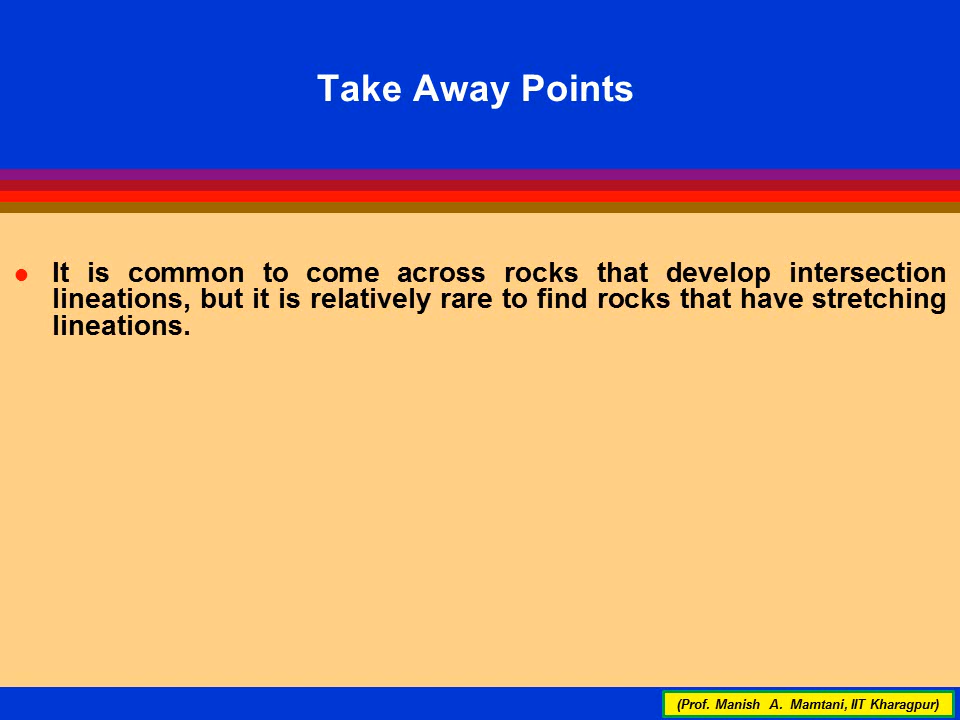 Take Away Points
It is common to come across rocks that develop intersection
lineations, but it is relatively rare to find rocks that have stretching
lineations.
(Prof. Manish A. Mamtani, IIT Kharagpur)